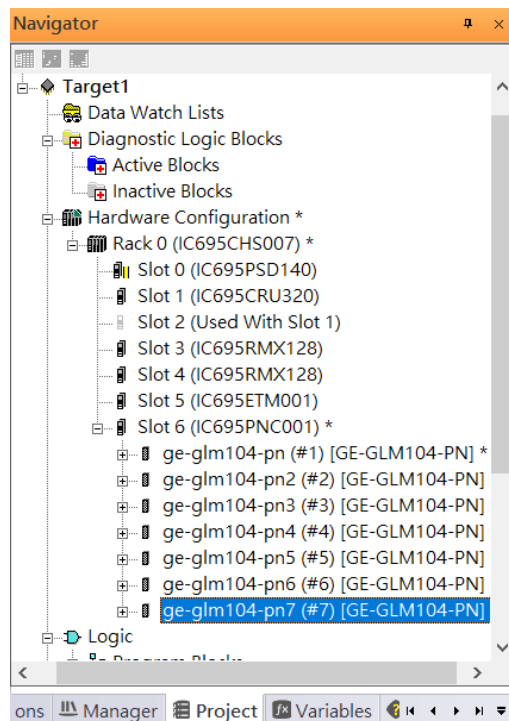 Navigator
Target1
Data Watch Lists
Diagnostic Logic Blocks
Active Blocks
Inactive Blocks
Hardware Configuration *
Rack 0 (IC695CHS007) *
Slot 0 (IC695PSD140)
Slot 1 (IC695CRU320)
Slot 2 (Used With Slot 1)
Slot 3 (IC695RMX128)
Slot 4 (IC695RMX128)
Slot 5 (IC695ETM001)
Slot 6 (IC695PNC001) *
ge-glm104-pn (#1) [GE-GLM104-PN] *
ge-glm104-pn2 (#2) [GE-GLM104-PN]
ge-glm104-pn3 (#3) [GE-GLM104-PN]
ge-glm104-pn4 (#4) [GE-GLM104-PN]
ge-glm104-pn5 (#5) [GE-GLM104-PN]
ge-glm104-pn6 (#6) [GE-GLM104-PN]
ge-glm104-pn7 (#7) [GE-GLM104-PN]
Logic
ons Manager Project Variables